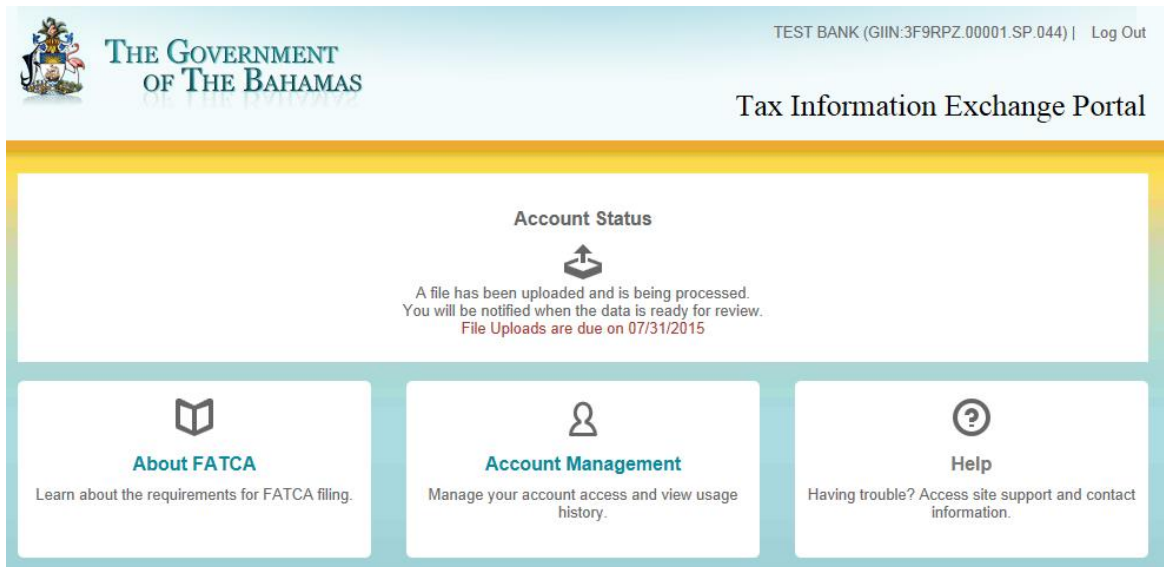 TEST BANK (GIIN:3F9RPZ.00001.SP.044) | Log Out
THE GOVERNMENT
OF THE BAHAMAS
Tax Information Exchange Portal
Account Status
A file has been uploaded and is being processed.
You will be notified when the data is ready for review.
File Uploads are due on 07/31/2015
About FATCA
Learn about the requirements for FATCA filing.
Account Management
Manage your account access and view usage
history.
Help
Having trouble? Access site support and contact
information.